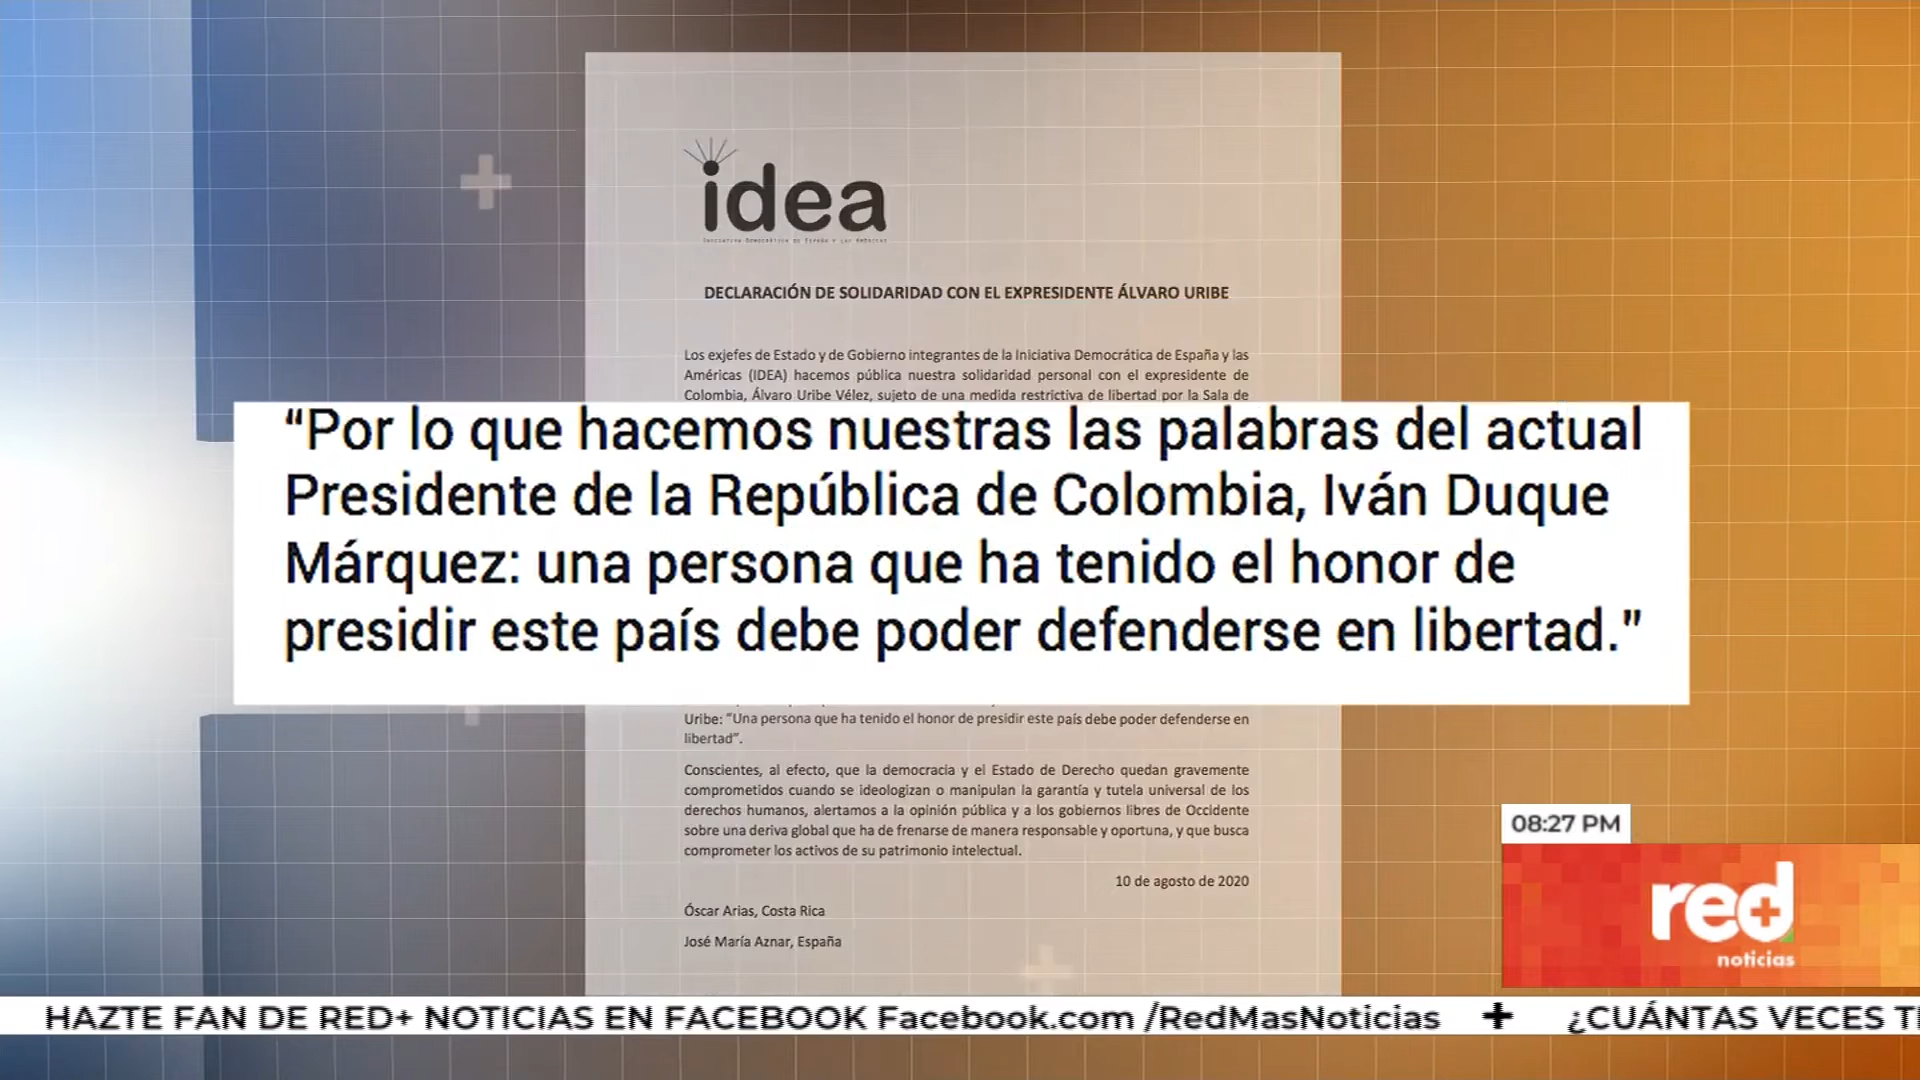 idea
INICIATIVA DEMOCRÁTICA DE ESPAÑA Y LAS AMÉRICAS
DECLARACIÓN DE SOLIDARIDAD CON EL EXPRESIDENTE ÁLVARO URIBE
Los exjefes de Estado y de Gobierno integrantes de la Iniciativa Democrática de España y las
Américas (IDEA) hacemos pública nuestra solidaridad personal con el expresidente de
Colombia, Álvaro Uribe Vélez, sujeto de una medida restrictiva de libertad por la Sala de
“Por lo que hacemos nuestras las palabras del actual
Presidente de la República de Colombia, Iván Duque
Márquez: una persona que ha tenido el honor de
presidir este país debe poder defenderse en libertad.”
Uribe: “Una persona que ha tenido el honor de presidir este país debe poder defenderse en
libertad”.
Conscientes, al efecto, que la democracia y el Estado de Derecho quedan gravemente
comprometidos cuando se ideologizan o manipulan la garantía y tutela universal de los
derechos humanos, alertamos a la opinión pública y a los gobiernos libres de Occidente
sobre una deriva global que ha de frenarse de manera responsable y oportuna, y que busca
comprometer los activos de su patrimonio intelectual.
10 de agosto de 2020
Óscar Arias, Costa Rica
José María Aznar, España
08:27 PM
red+
noticias
HAZTE FAN DE RED+ NOTICIAS EN FACEBOOK Facebook.com /RedMasNoticias + ¿CUÁNTAS VECES